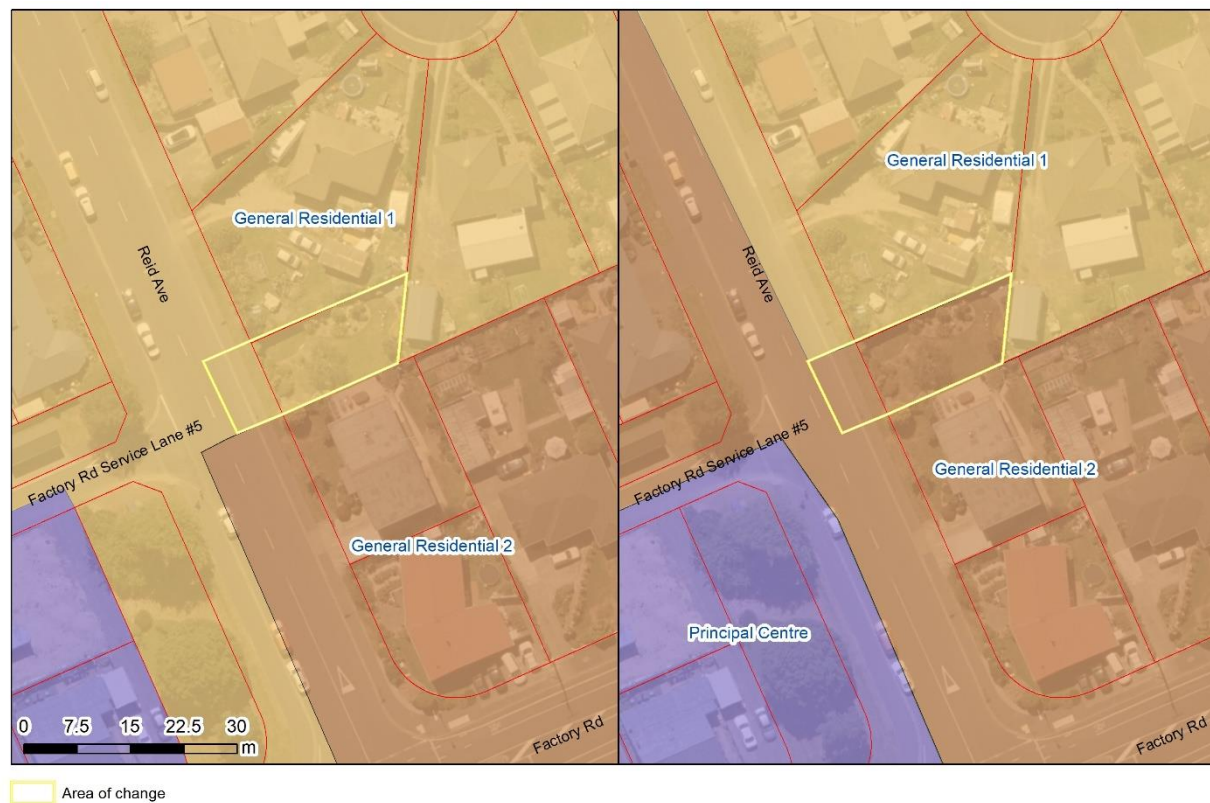 General Residential 1
Reid Ave
Factory Rd Service Lane #5
General Residential 2
0 7.5 15 22.5 30
m
Factory Rd
General Residential 1
Reid Ave
Factory Rd Service Lane #5
General Residential 2
Principal Centre
Factory Rd
Area of change